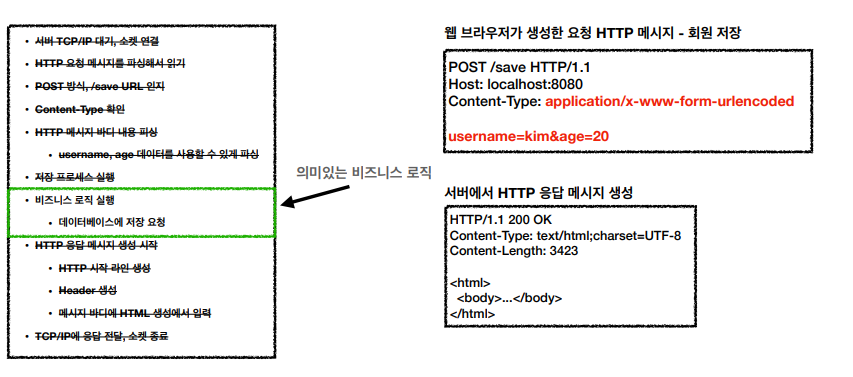 • 서버 TCP/IP 대기, 소켓 연결
• HTTP 요청 메시지를 파싱해서 읽기
• POST 방식, /save URL 인지
• Content-Type 확인
• HTTP 메시지 바디 내용 파싱
• username, age 데이터를 사용할 수 있게 파싱
• 저장 프로세스 실행
• 비즈니스 로직 실행
• 데이터베이스에 저장 요청
• HTTP 응답 메시지 생성 시작
• HTTP 시작 라인 생성
• Header 생성
• 메시지 바디에 HTML 생성에서 입력
• TCP/IP에 응답 전달, 소켓 종료
의미있는 비즈니스 로직
웹 브라우저가 생성한 요청 HTTP 메시지 - 회원 저장
POST /save HTTP/1.1
Host: localhost:8080
Content-Type: application/x-www-form-urlencoded
username=kim&age=20
서버에서 HTTP 응답 메시지 생성
HTTP/1.1 200 OK
Content-Type: text/html;charset=UTF-8
Content-Length: 3423
<html>
<body>...</body>
</html>